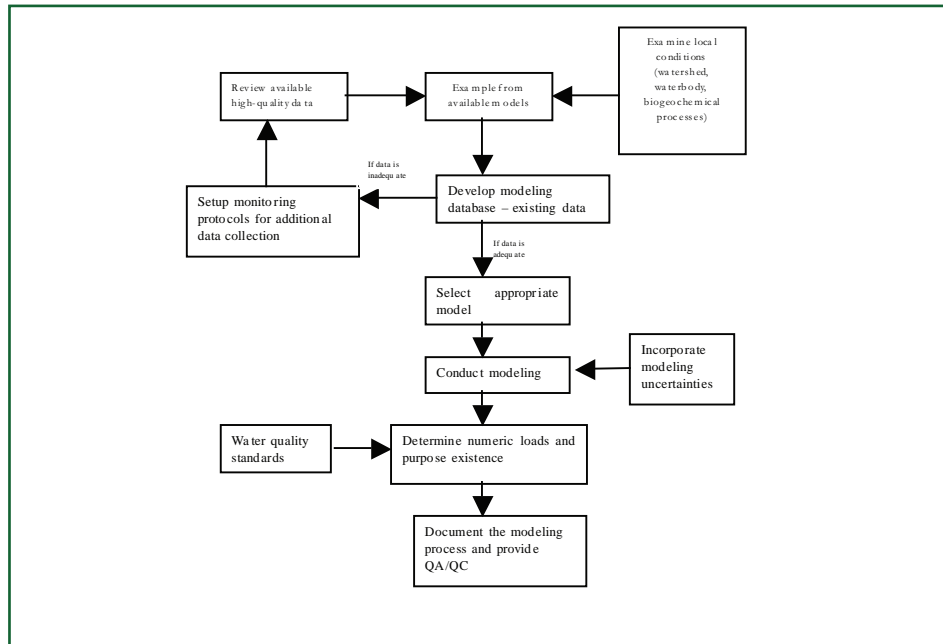 Review available
high-quality data
Example from
available models
Examine local
conditions
(watershed,
waterbody,
biogeochemical
processes)
If data is
inadequate
Setup monitoring
protocols for additional
data collection
Develop modeling
database – existing data
If data is
adequate
Select appropriate
model
Conduct modeling
Incorporate
modeling
uncertainties
Water quality
standards
Determine numeric loads and
purpose existence
Document the modeling
process and provide
QA/QC